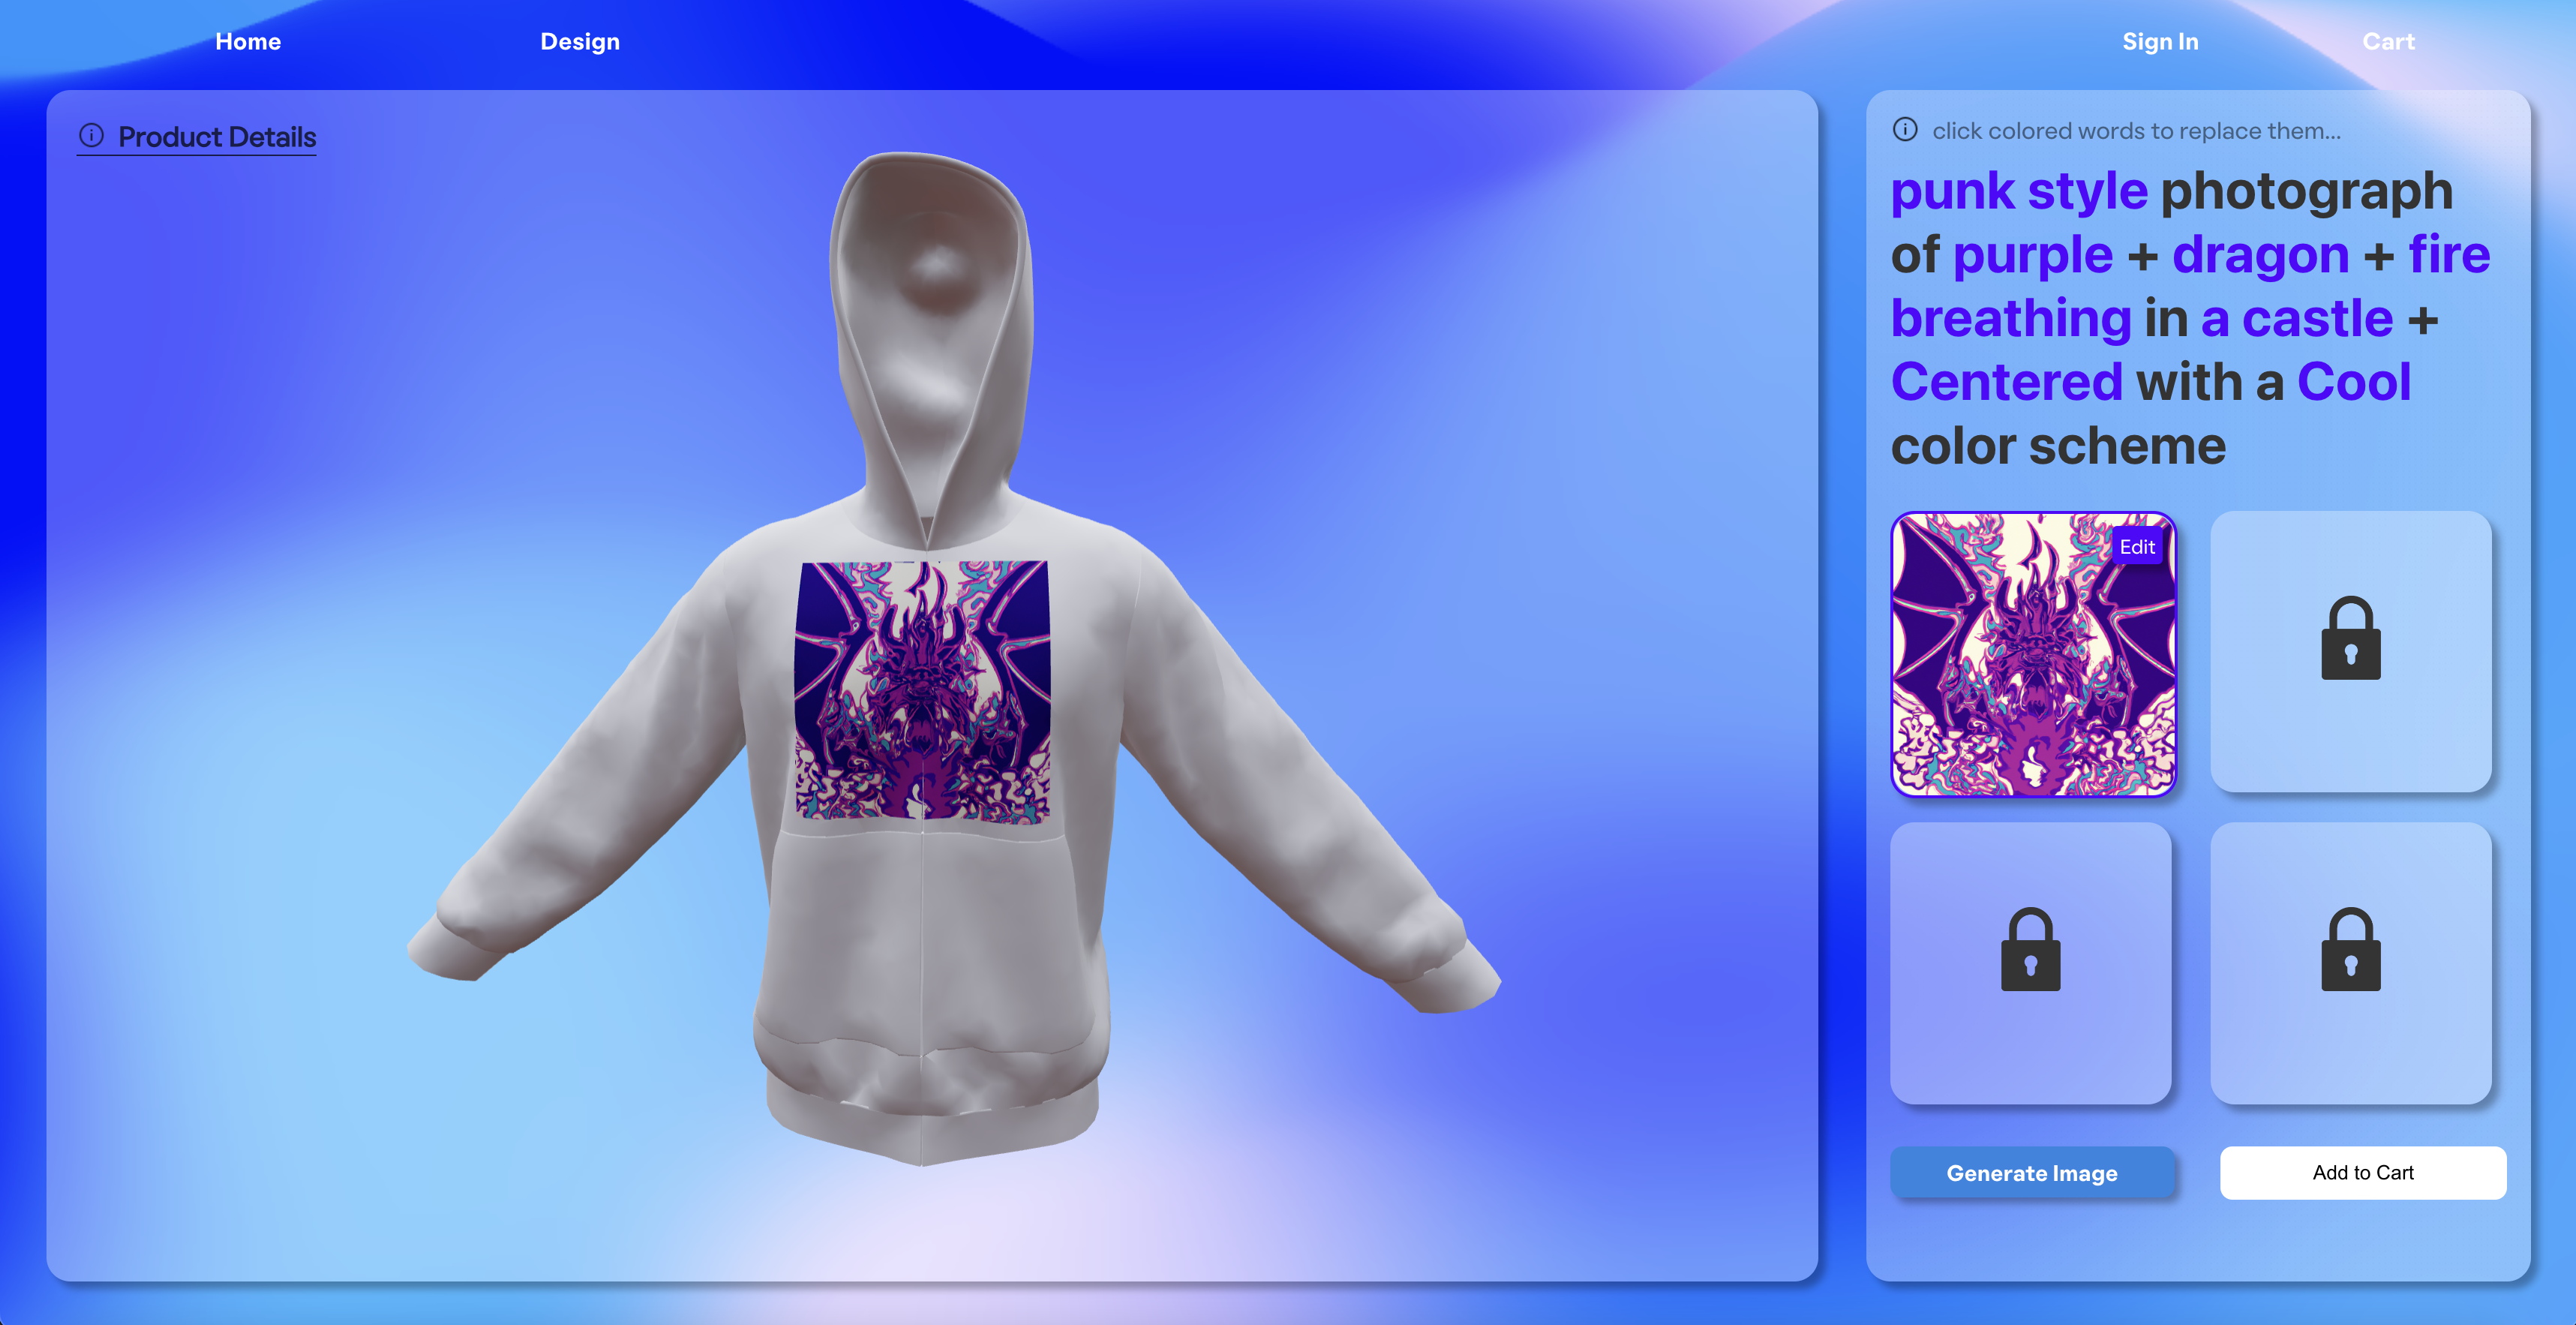 Home
Design
Sign In
Cart
Product Details
click colored words to replace them...
punk style photograph
of purple + dragon + fire
breathing in a castle +
Centered with a Cool
color scheme
Edit
Generate Image
Add to Cart